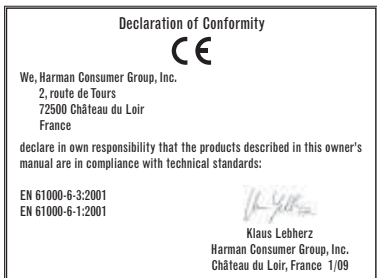 Declaration of Conformity
CE
We, Harman Consumer Group, Inc.
2, route de Tours
72500 Château du Loir
France
declare in own responsibility that the products described in this owner's
manual are in compliance with technical standards:
EN 61000-6-3:2001
EN 61000-6-1:2001
Klaus Lebherz
Harman Consumer Group, Inc.
Château du Loir, France 1/09